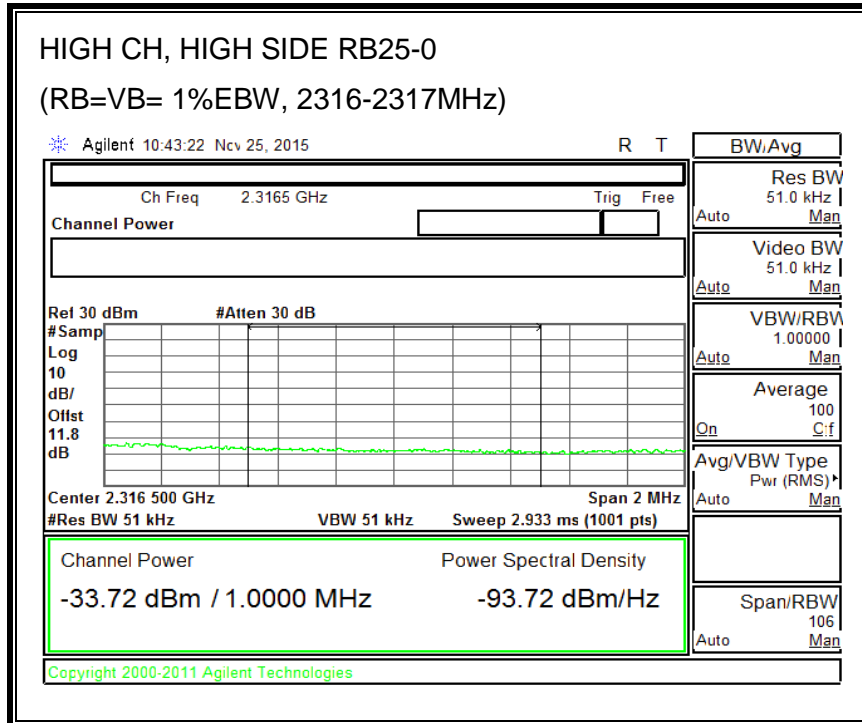 HIGH CH, HIGH SIDE RB25-0
(RB=VB= 1%EBW, 2316-2317MHz)
Agilent 10:43:22 Nov 25, 2015 R T
Ch Freq 2.3165 GHz Trig Free
Channel Power
Ref 30 dBm #Atten 30 dB
#Samp
Log
10
dB/
Offst
11.8
dB
Center 2.316 500 GHz Span 2 MHz
#Res BW 51 kHz VBW 51 kHz Sweep 2.933 ms (1001 pts)
Channel Power Power Spectral Density
-33.72 dBm / 1.0000 MHz -93.72 dBm/Hz
Copyright 2000-2011 Agilent Technologies
BW/Avg
Res BW
51.0 kHz
Auto Man
Video BW
51.0 kHz
Auto Man
VBW/RBW
1.00000
Auto Man
Average
100
On Off
Avg/VBW Type
Pwr (RMS)
Auto Man
Span/RBW
106
Auto Man